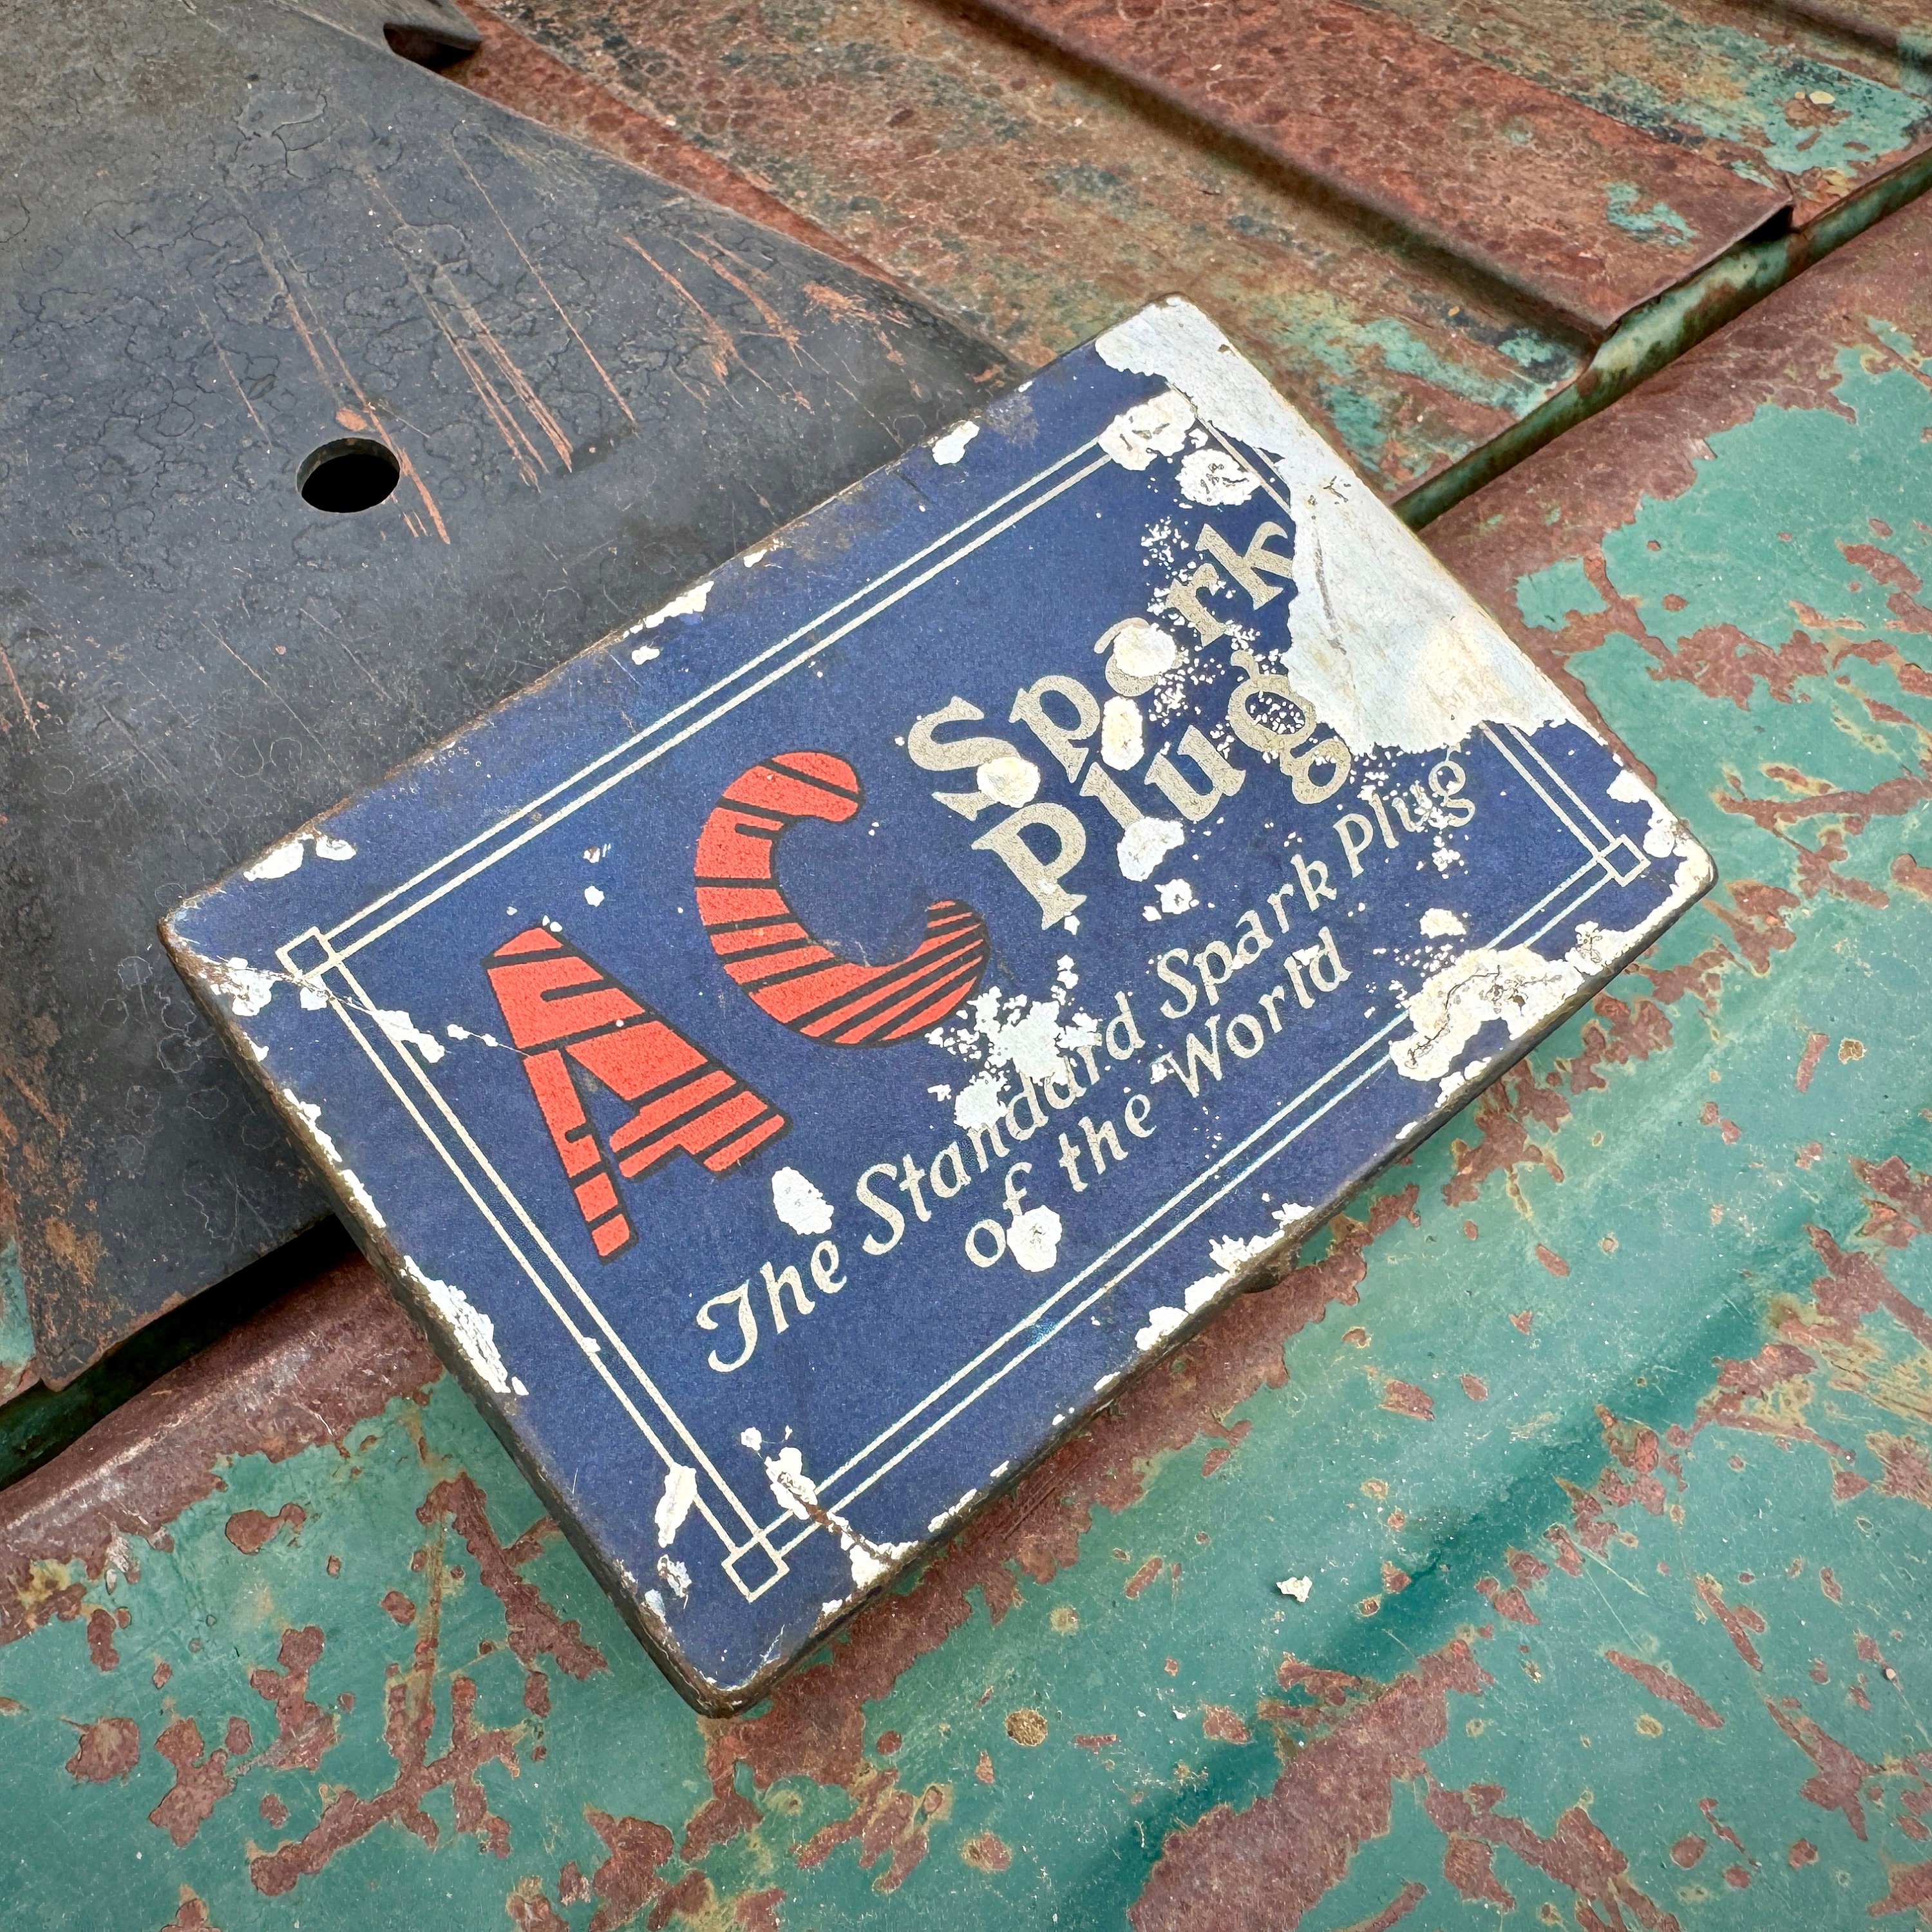 AC Spark
Plug
The Standard Spark Plug
of the World